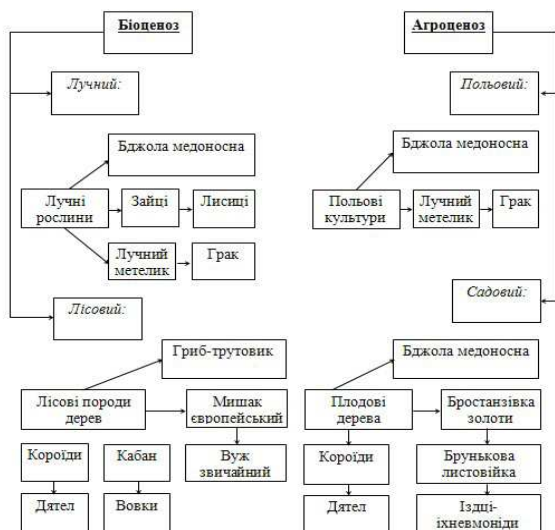 Біоценоз
Агроценоз
Лучний:
Польовий:
Бджола медоносна
Лучні
рослини
Зайці
Лисиці
Лучний
метелик
Грак
Бджола медоносна
Польові
культури
Лучний
метелик
Грак
Лісовий:
Садовий:
Гриб-трутовик
Лісові породи
дерев
Мишак
європейський
Короїди
Кабан
Вуж
звичайний
Дятел
Вовки
Бджола медоносна
Плодові
дерева
Бростанзівка
золоти
Короїди
Брунькова
листовійка
Дятел
Їздці-
іхневмоніди